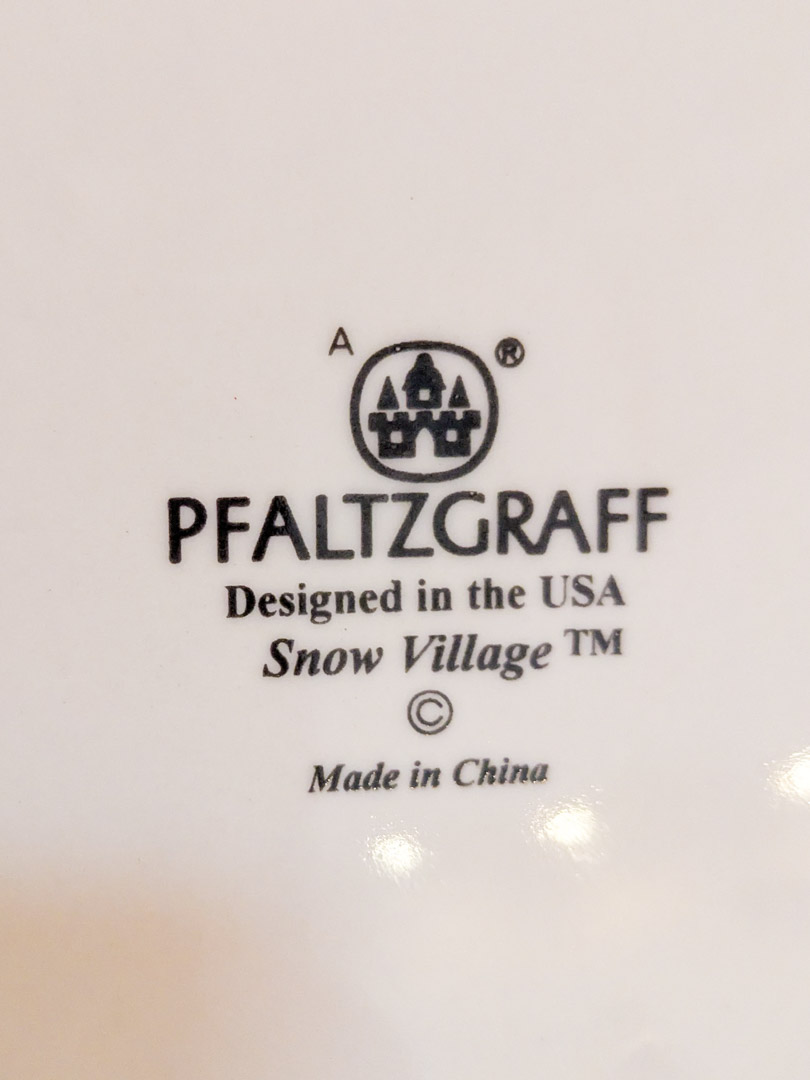 A ®
PFALTZGRAFF
Designed in the USA
Snow Village ™
©
Made in China